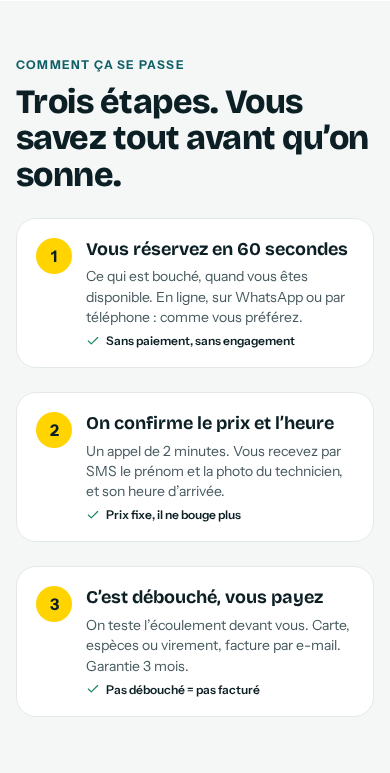 COMMENT ÇA SE PASSE
Trois étapes. Vous
savez tout avant qu’on
sonne.
1
Vous réservez en 60 secondes
Ce qui est bouché, quand vous êtes
disponible. En ligne, sur WhatsApp ou par
téléphone : comme vous préférez.
Sans paiement, sans engagement
2
On confirme le prix et l’heure
Un appel de 2 minutes. Vous recevez par
SMS le prénom et la photo du technicien,
et son heure d’arrivée.
Prix fixe, il ne bouge plus
3
C’est débouché, vous payez
On teste l’écoulement devant vous. Carte,
espèces ou virement, facture par e-mail.
Garantie 3 mois.
Pas débouché = pas facturé